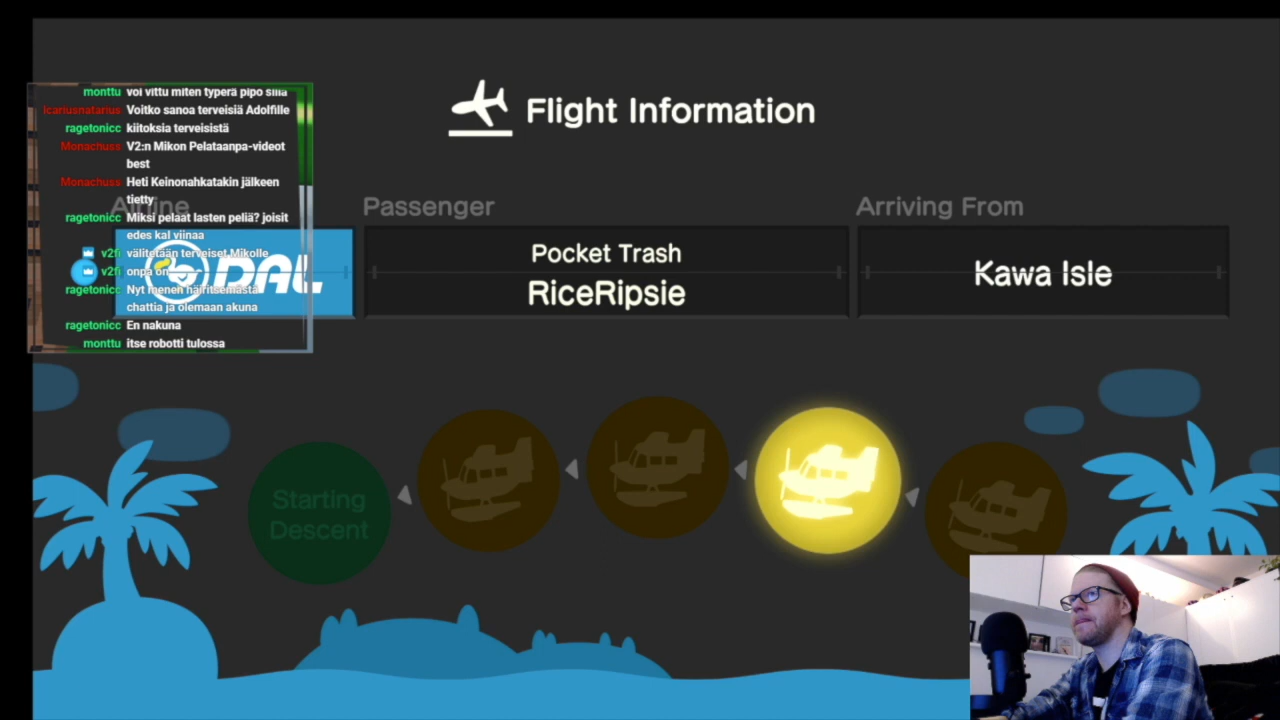 Flight Information
monttu voi vittu miten typerä pipo sillä
icariusnatarius Voitko sanoa terveisiä Adolfille
ragetonicc kiitoksia terveisistä
Monachuss V2:n Mikon Pelataanpa-videot
best
Monachuss Heti Keinonahkatakin jälkeen
tietty
ragetonicc Miksi pelaat lasten peliä? joisit
edes kal viinaa
v2fi välitetään terveiset Mikolle
v2fi onpa
ragetonicc Nyt menen häiritsemästä
chattia ja olemaan akuna
ragetonicc En nakuna
monttu itse robotti tulossa
Airline
DAL
Passenger
Pocket Trash
RiceRipsie
Arriving From
Kawa Isle
Starting
Descent